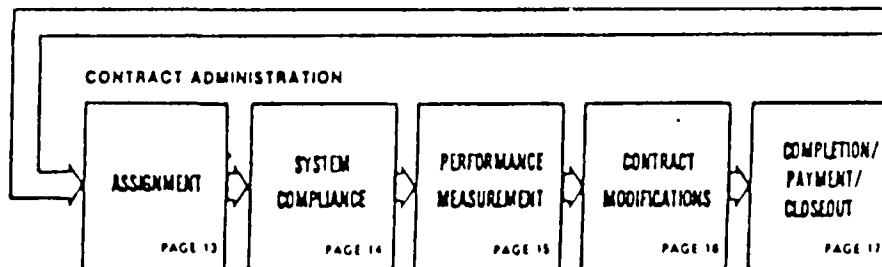 CONTRACT ADMINISTRATION
ASSIGNMENT
PAGE 13
SYSTEM
COMPLIANCE
PAGE 14
PERFORMANCE
MEASUREMENT
PAGE 15
CONTRACT
MODIFICATIONS
PAGE 16
COMPLETION/
PAYMENT/
CLOSEOUT
PAGE 17